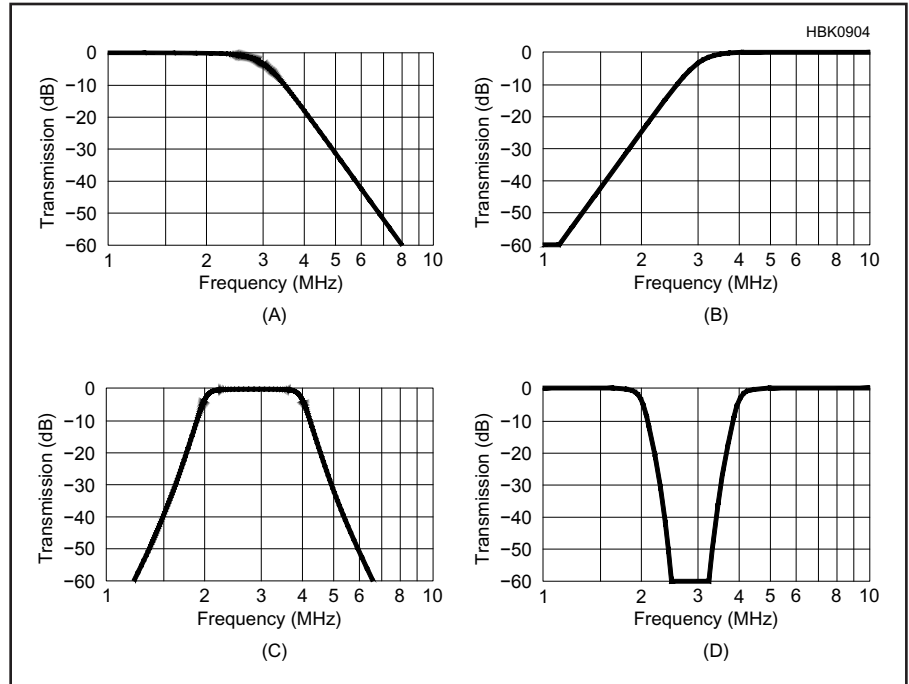 HBK0904
0
−10
−20
−30
−40
−50
−60
Transmission (dB)
1 2 3 4 5 6 8 10
Frequency (MHz)
(A)
0
−10
−20
−30
−40
−50
−60
Transmission (dB)
1 2 3 4 5 6 8 10
Frequency (MHz)
(B)
0
−10
−20
−30
−40
−50
−60
Transmission (dB)
1 2 3 4 5 6 8 10
Frequency (MHz)
(C)
0
−10
−20
−30
−40
−50
−60
Transmission (dB)
1 2 3 4 5 6 8 10
Frequency (MHz)
(D)